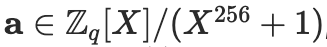 𝐚 ∈ ℤ_q[X]/(X^{256} + 1),